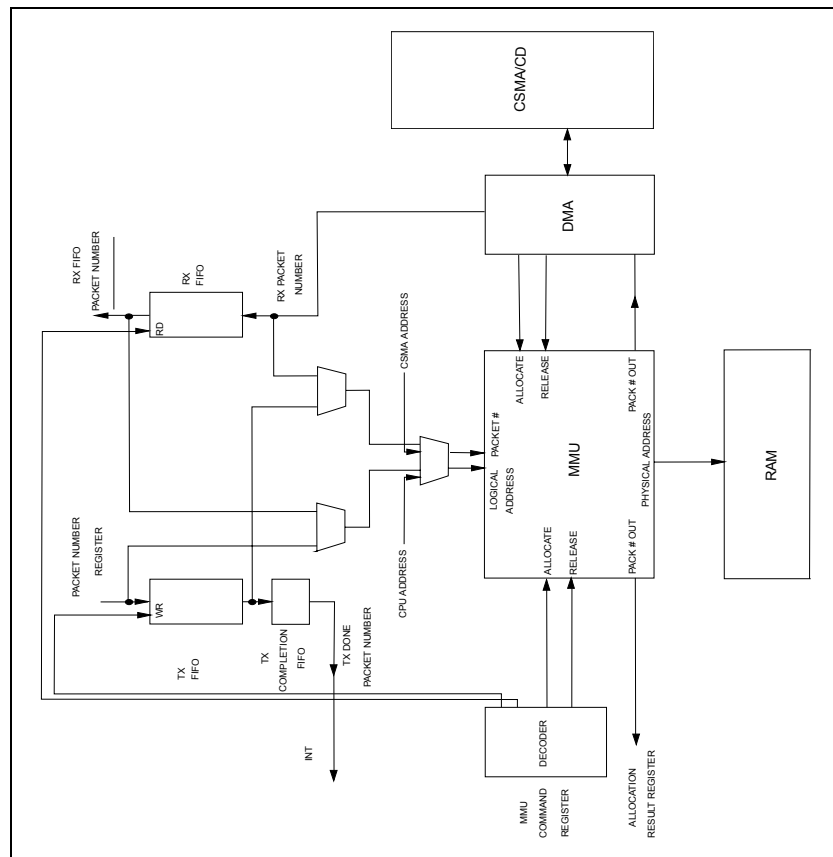 CSMA/CD
DMA
RX FIFO
PACKET NUMBER
RX
FIFO
RD
RX PACKET
NUMBER
CSMA ADDRESS
ALLOCATE
RELEASE
PACK # OUT
PACKET #
LOGICAL
ADDRESS
MMU
PHYSICAL ADDRESS
RAM
PACKET NUMBER
REGISTER
WR
TX
FIFO
TX
COMPLETION
FIFO
TX DONE
PACKET NUMBER
CPU ADDRESS
ALLOCATE
RELEASE
PACK # OUT
INT
DECODER
MMU
COMMAND
REGISTER
ALLOCATION
RESULT REGISTER